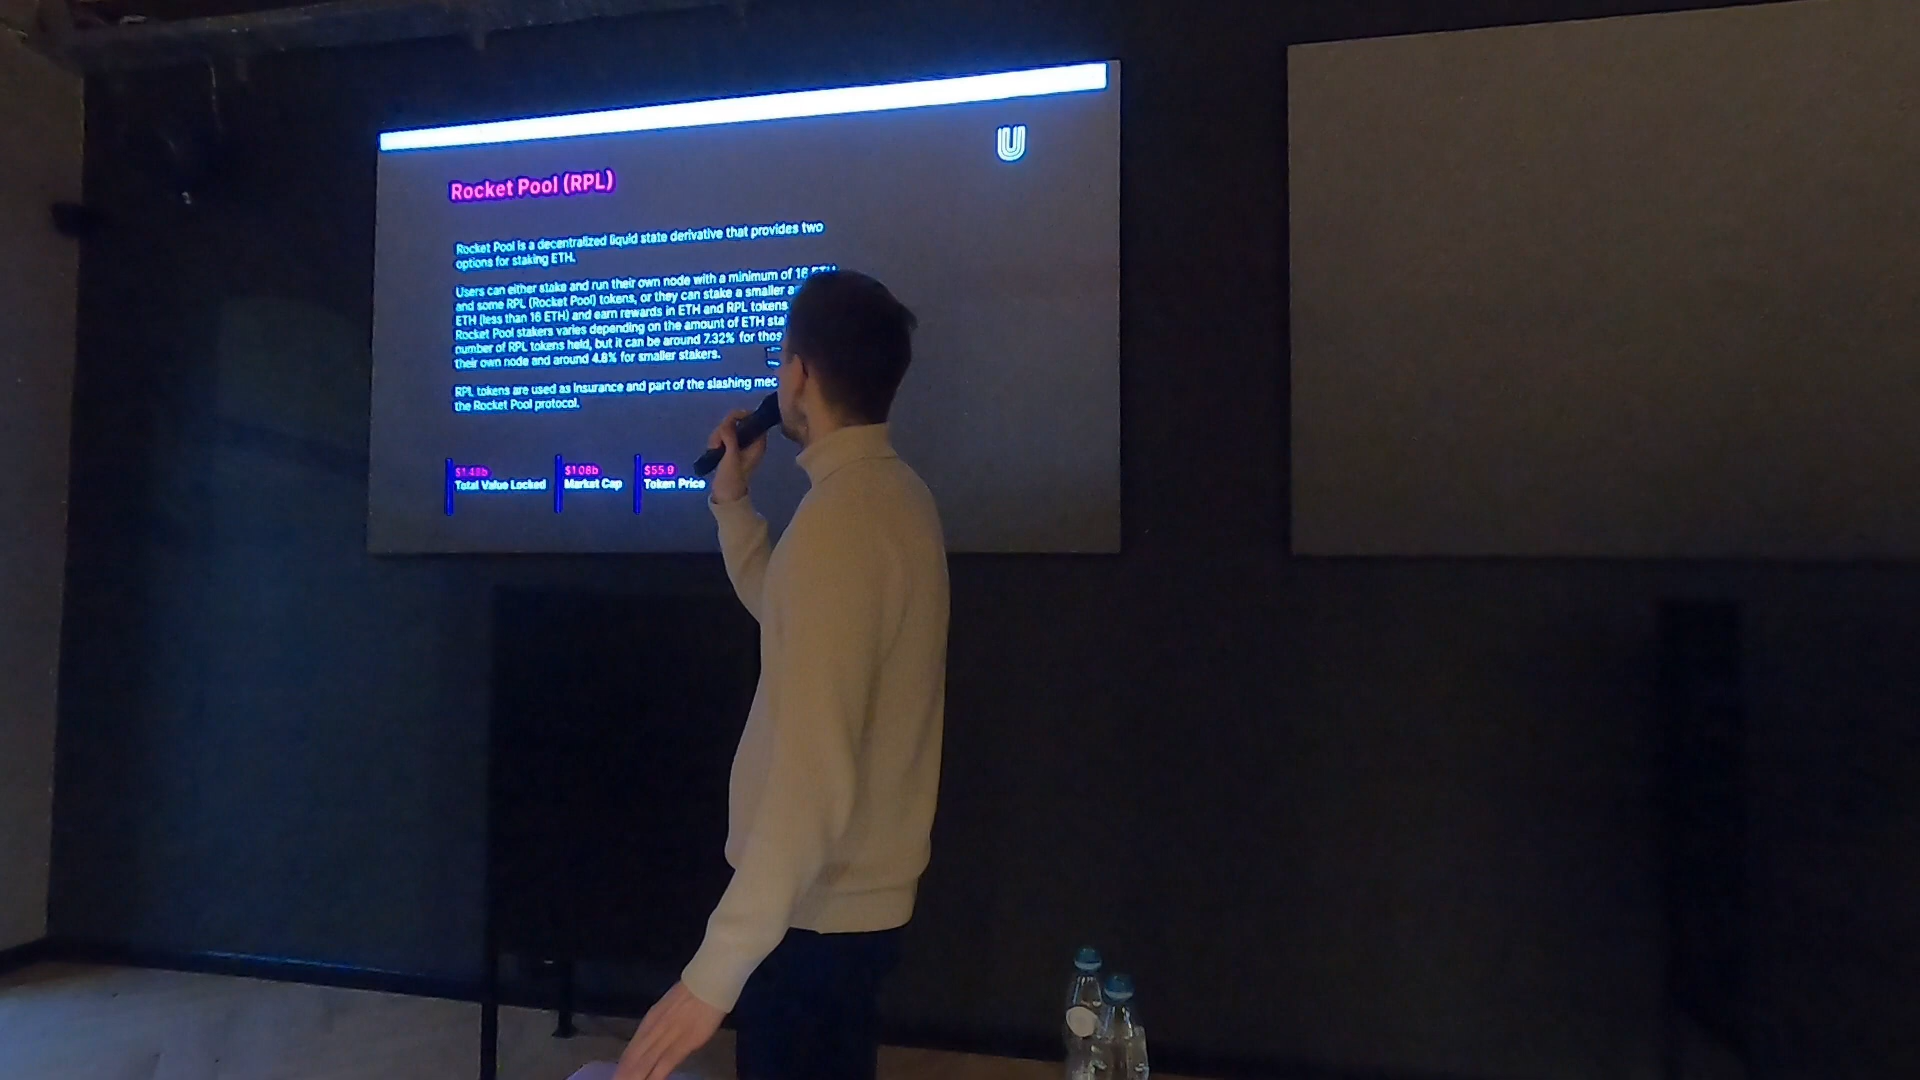 U
Rocket Pool (RPL)
Rocket Pool is a decentralized liquid state derivative that provides two
options for staking ETH.
Users can either stake and run their own node with a minimum of 16 ETH
and some RPL (Rocket Pool) tokens, or they can stake a smaller
ETH (less than 16 ETH) and earn rewards in ETH and RPL tokens
Rocket Pool stakers varies depending on the amount of ETH sta
number of RPL tokens held, but it can be around 7.32% for thos
their own node and around 4.8% for smaller stakers.
RPL tokens are used as insurance and part of the slashing mec
the Rocket Pool protocol.
$1.08b $55.9
Total Value Locked Market Cap Token Price